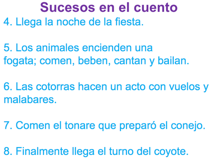 Sucesos en el cuento
4. Llega la noche de la fiesta.
5. Los animales encienden una
fogata; comen, beben, cantan y bailan.
6. Las cotorras hacen un acto con vuelos y
malabares.
7. Comen el tonare que preparó el conejo.
8. Finalmente llega el turno del coyote.